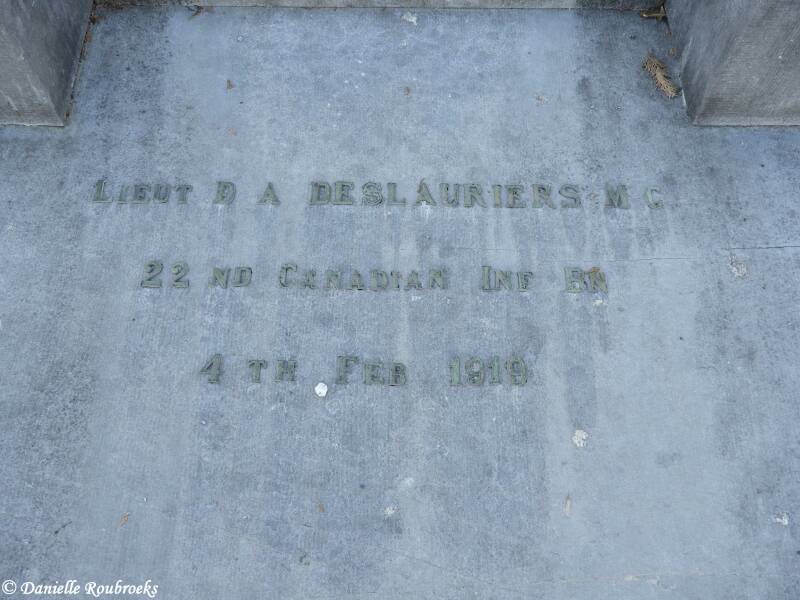 LIEUT D A DESLAURIERS M C
22 ND CANADIAN INF BN
4 TH FEB 1919
© Danielle Roubroeks